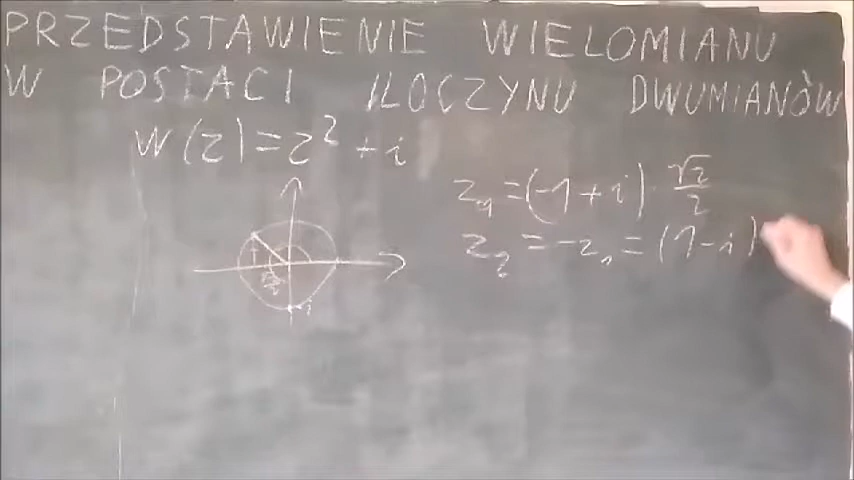 PRZEDSTAWIENIE WIELOMIANU
W POSTACI ILOCZYNU DWUMIANÓW
W(z)=z²+i
z₁=(-1+i)·√2/2
z₂=-z₁=(1-i)
-i